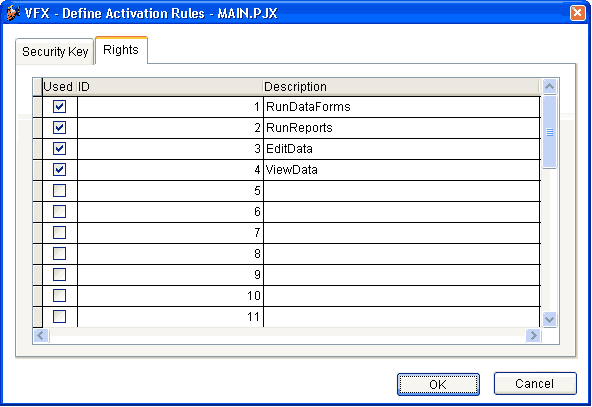 VFX - Define Activation Rules - MAIN.PJX
Security Key Rights
Used ID Description
1 RunDataForms
2 RunReports
3 EditData
4 ViewData
5
6
7
8
9
10
11
OK Cancel